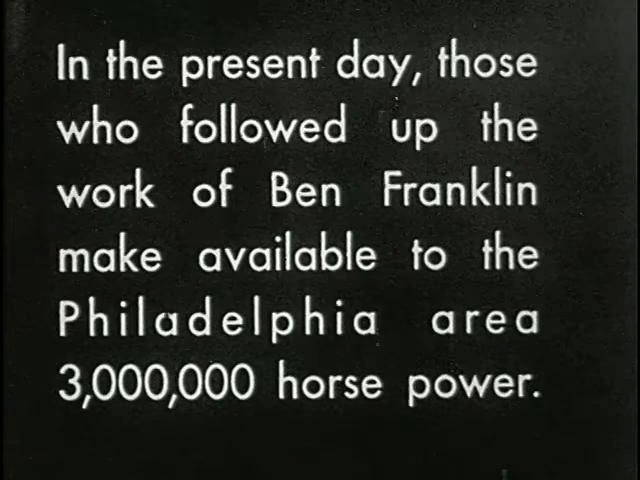 In the present day, those
who followed up the
work of Ben Franklin
make available to the
Philadelphia area
3,000,000 horse power.